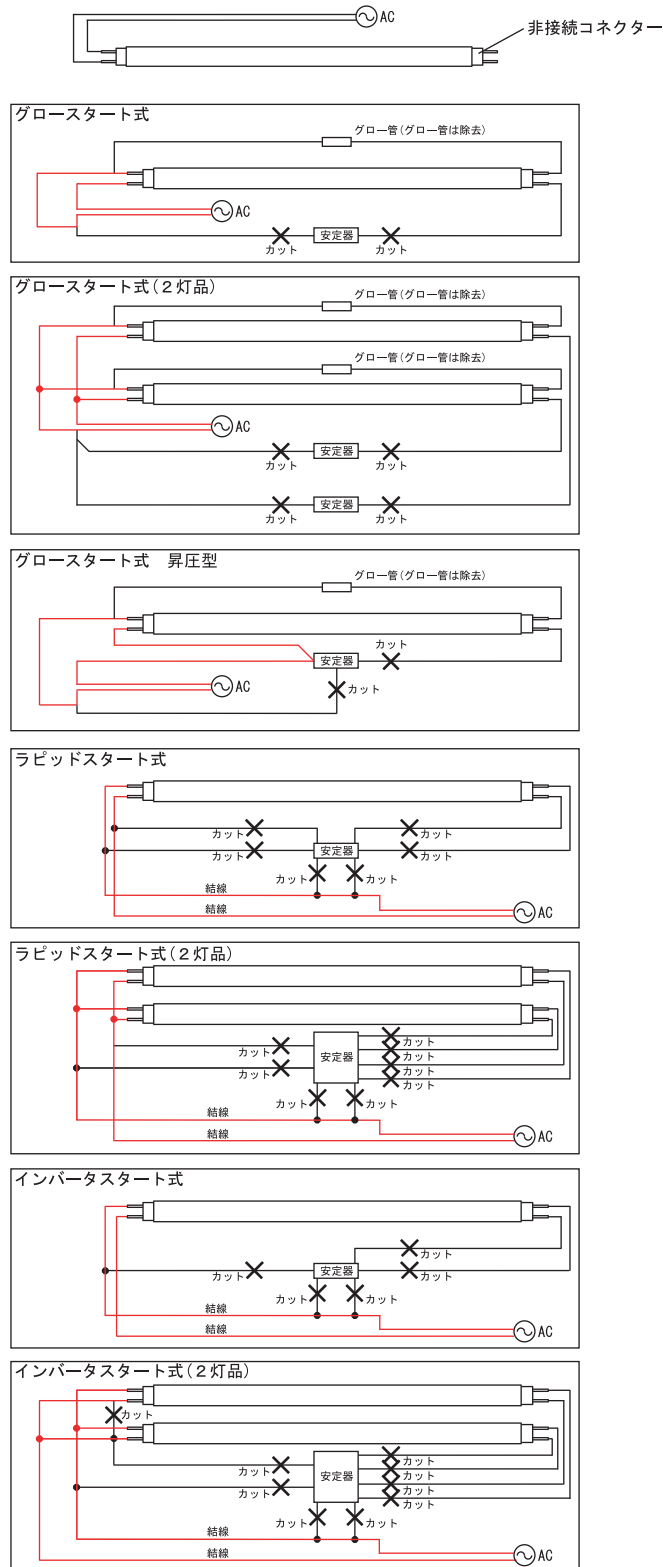 AC
非接続コネクター
グロースタート式
グロー管(グロー管は除去)
AC
安定器
カット
カット
グロースタート式(2灯品)
グロー管(グロー管は除去)
グロー管(グロー管は除去)
AC
安定器
カット
カット
安定器
カット
カット
グロースタート式 昇圧型
グロー管(グロー管は除去)
カット
安定器
AC
カット
ラピッドスタート式
カット
カット
カット
安定器
カット
カット
カット
結線
結線
AC
ラピッドスタート式(2灯品)
カット
カット
安定器
カット
カット
カット
カット
カット
カット
結線
結線
AC
インバータスタート式
カット
カット
安定器
カット
カット
カット
結線
結線
AC
インバータスタート式(2灯品)
カット
カット
カット
安定器
カット
カット
カット
カット
カット
カット
結線
結線
AC